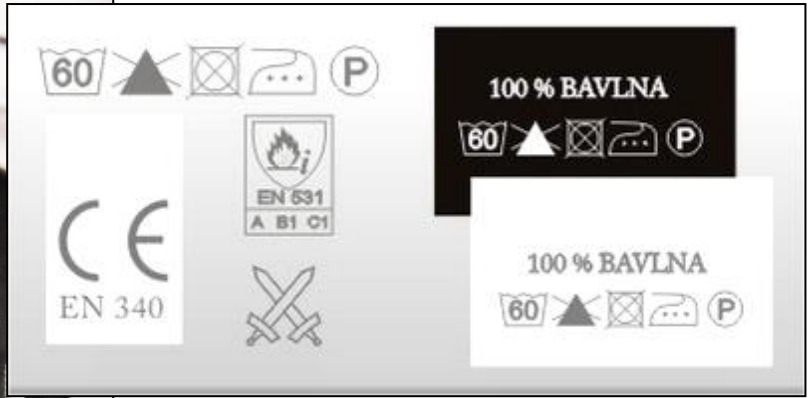 60 P
CE
EN 340
EN 531
A B1 C1
100 % BAVLNA
60 P
100 % BAVLNA
60 P